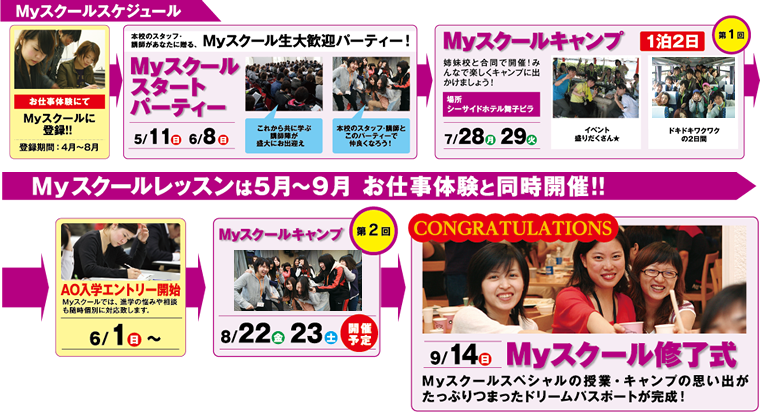 Myスクールスケジュール
お仕事体験にて
Myスクールに
登録!!
登録期間：4月～8月
本校のスタッフ・
講師があなたに贈る、Myスクール生大歓迎パーティー！
Myスクール
スタート
パーティー
5/11日 6/8日
これから共に学ぶ
講師陣が
盛大にお出迎え
本校のスタッフ・講師と
このパーティーで
仲良くなろう！
Myスクールキャンプ 1泊2日
第1回
姉妹校と合同で開催！み
んなで楽しくキャンプに出
かけましょう！
場所
シーサイドホテル舞子ビラ
7/28月 29火
イベント
盛りだくさん★
ドキドキワクワク
の2日間
Myスクールレッスンは5月～9月 お仕事体験と同時開催!!
AO入学エントリー開始
Myスクールでは、進学の悩みや相談
も随時個別に対応致します。
6/1日～
Myスクールキャンプ
第2回
8/22金 23土
開催
予定
CONGRATULATIONS
9/14日 Myスクール修了式
Myスクールスペシャルの授業・キャンプの思い出が
たっぷりつまったドリームパスポートが完成！